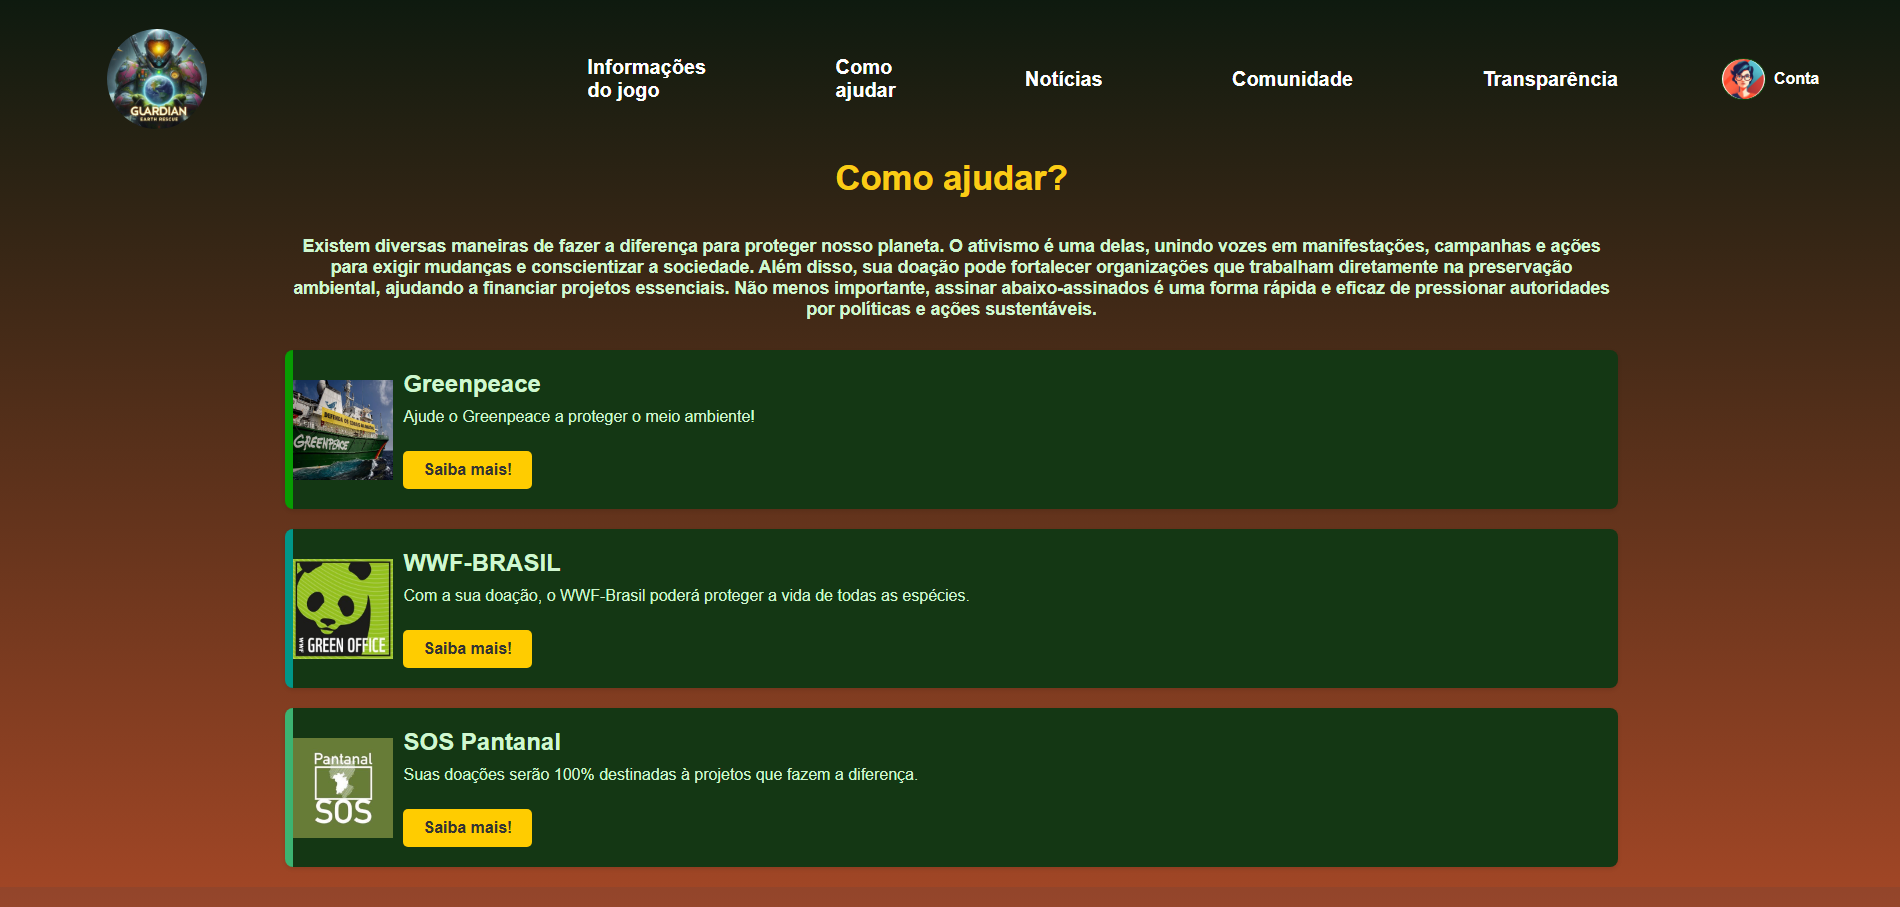 GUARDIAN
EARTH RESCUE
Informações
do jogo
Como
ajudar
Notícias
Comunidade
Transparência
Conta
Como ajudar?
Existem diversas maneiras de fazer a diferença para proteger nosso planeta. O ativismo é uma delas, unindo vozes em manifestações, campanhas e ações
para exigir mudanças e conscientizar a sociedade. Além disso, sua doação pode fortalecer organizações que trabalham diretamente na preservação
ambiental, ajudando a financiar projetos essenciais. Não menos importante, assinar abaixo-assinados é uma forma rápida e eficaz de pressionar autoridades
por políticas e ações sustentáveis.
GREENPEACE
Greenpeace
Ajude o Greenpeace a proteger o meio ambiente!
Saiba mais!
WWF GREEN OFFICE
WWF-BRASIL
Com a sua doação, o WWF-Brasil poderá proteger a vida de todas as espécies.
Saiba mais!
Pantanal
SOS
SOS Pantanal
Suas doações serão 100% destinadas à projetos que fazem a diferença.
Saiba mais!